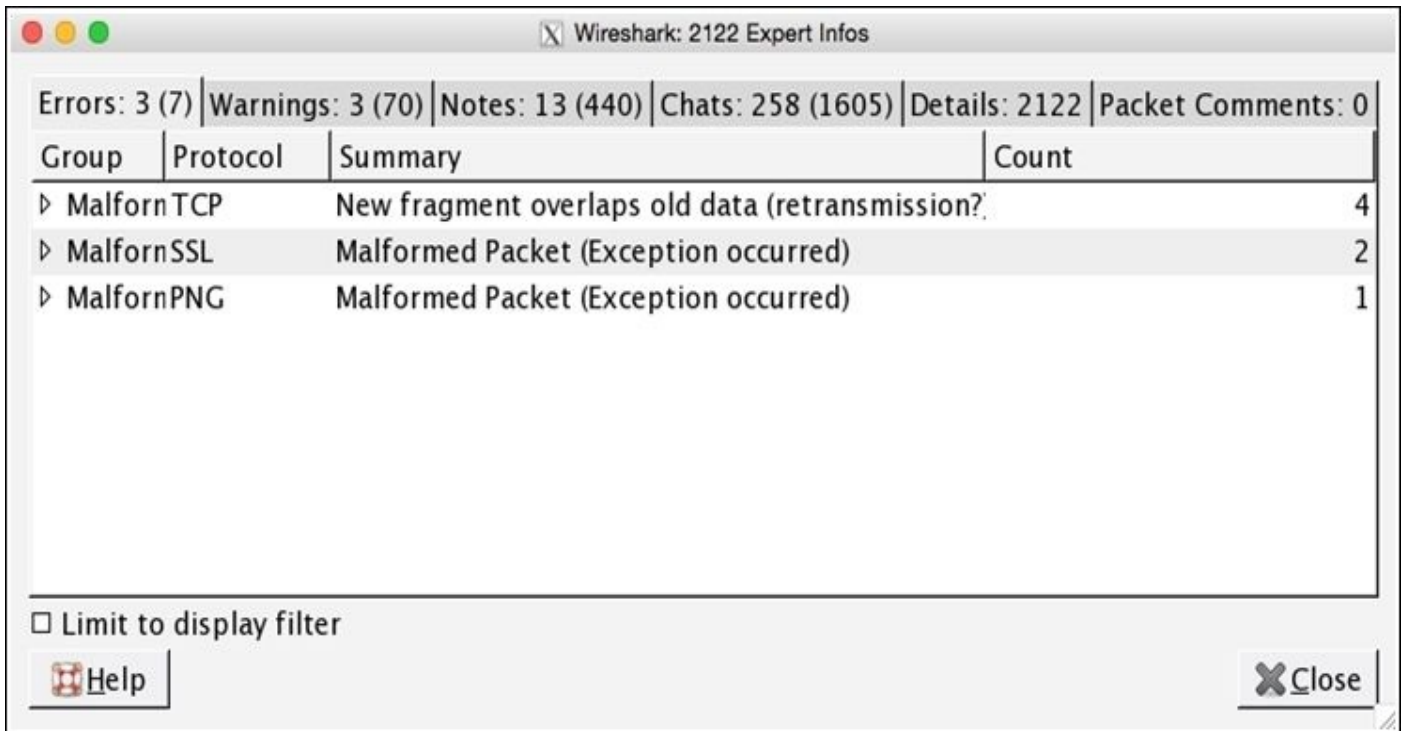 Wireshark: 2122 Expert Infos
Errors: 3 (7) Warnings: 3 (70) Notes: 13 (440) Chats: 258 (1605) Details: 2122 Packet Comments: 0
Group Protocol Summary Count
Malforn TCP New fragment overlaps old data (retransmission?) 4
Malforn SSL Malformed Packet (Exception occurred) 2
Malforn PNG Malformed Packet (Exception occurred) 1
Limit to display filter
Help Close